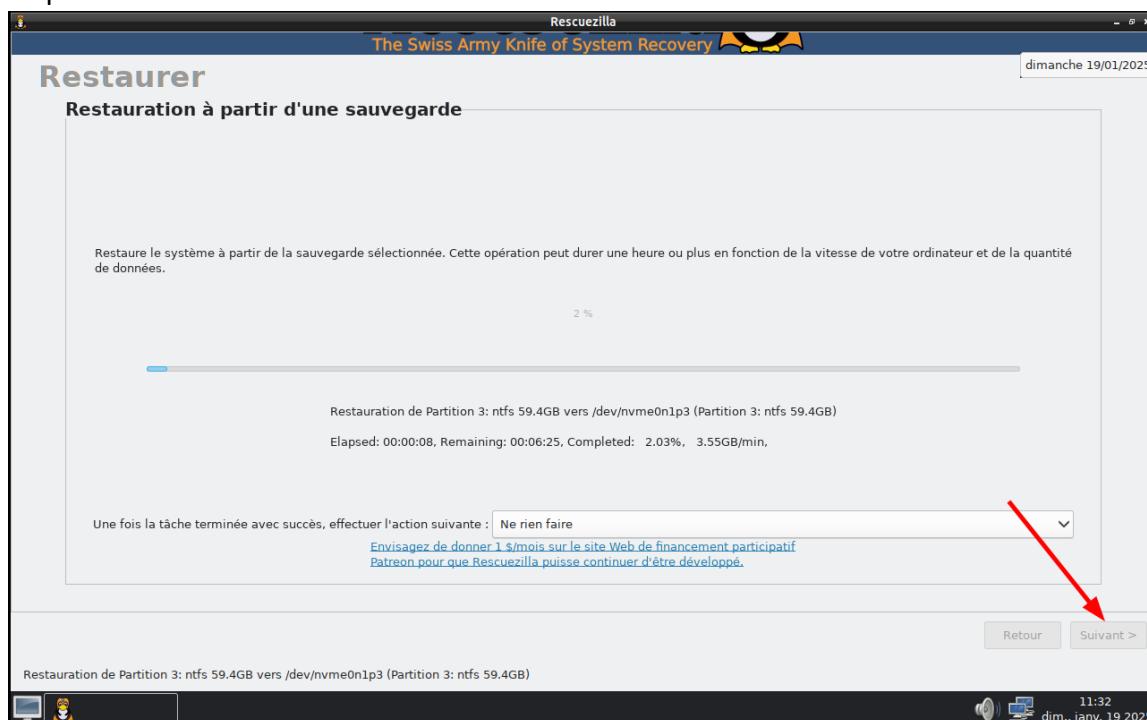 Rescuezilla
The Swiss Army Knife of System Recovery
dimanche 19/01/2025
Restaurer
Restauration à partir d'une sauvegarde
Restaure le système à partir de la sauvegarde sélectionnée. Cette opération peut durer une heure ou plus en fonction de la vitesse de votre ordinateur et de la quantité
de données.
2 %
Restauration de Partition 3: ntfs 59.4GB vers /dev/nvme0n1p3 (Partition 3: ntfs 59.4GB)
Elapsed: 00:00:08, Remaining: 00:06:25, Completed: 2.03%, 3.55GB/min,
Une fois la tâche terminée avec succès, effectuer l'action suivante : Ne rien faire
Envisagez de donner 1 $/mois sur le site Web de financement participatif
Patreon pour que Rescuezilla puisse continuer d'être développé.
Retour Suivant >
Restauration de Partition 3: ntfs 59.4GB vers /dev/nvme0n1p3 (Partition 3: ntfs 59.4GB)
11:32
dim., janv. 19 202